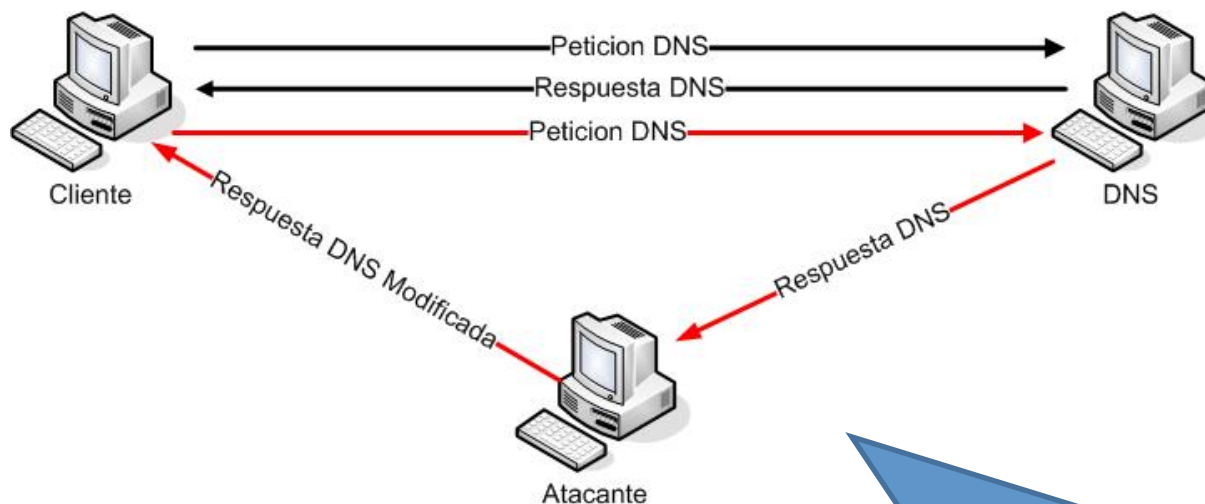 Peticion DNS
Respuesta DNS
Peticion DNS
Cliente
DNS
Respuesta DNS Modificada
Respuesta DNS
Atacante